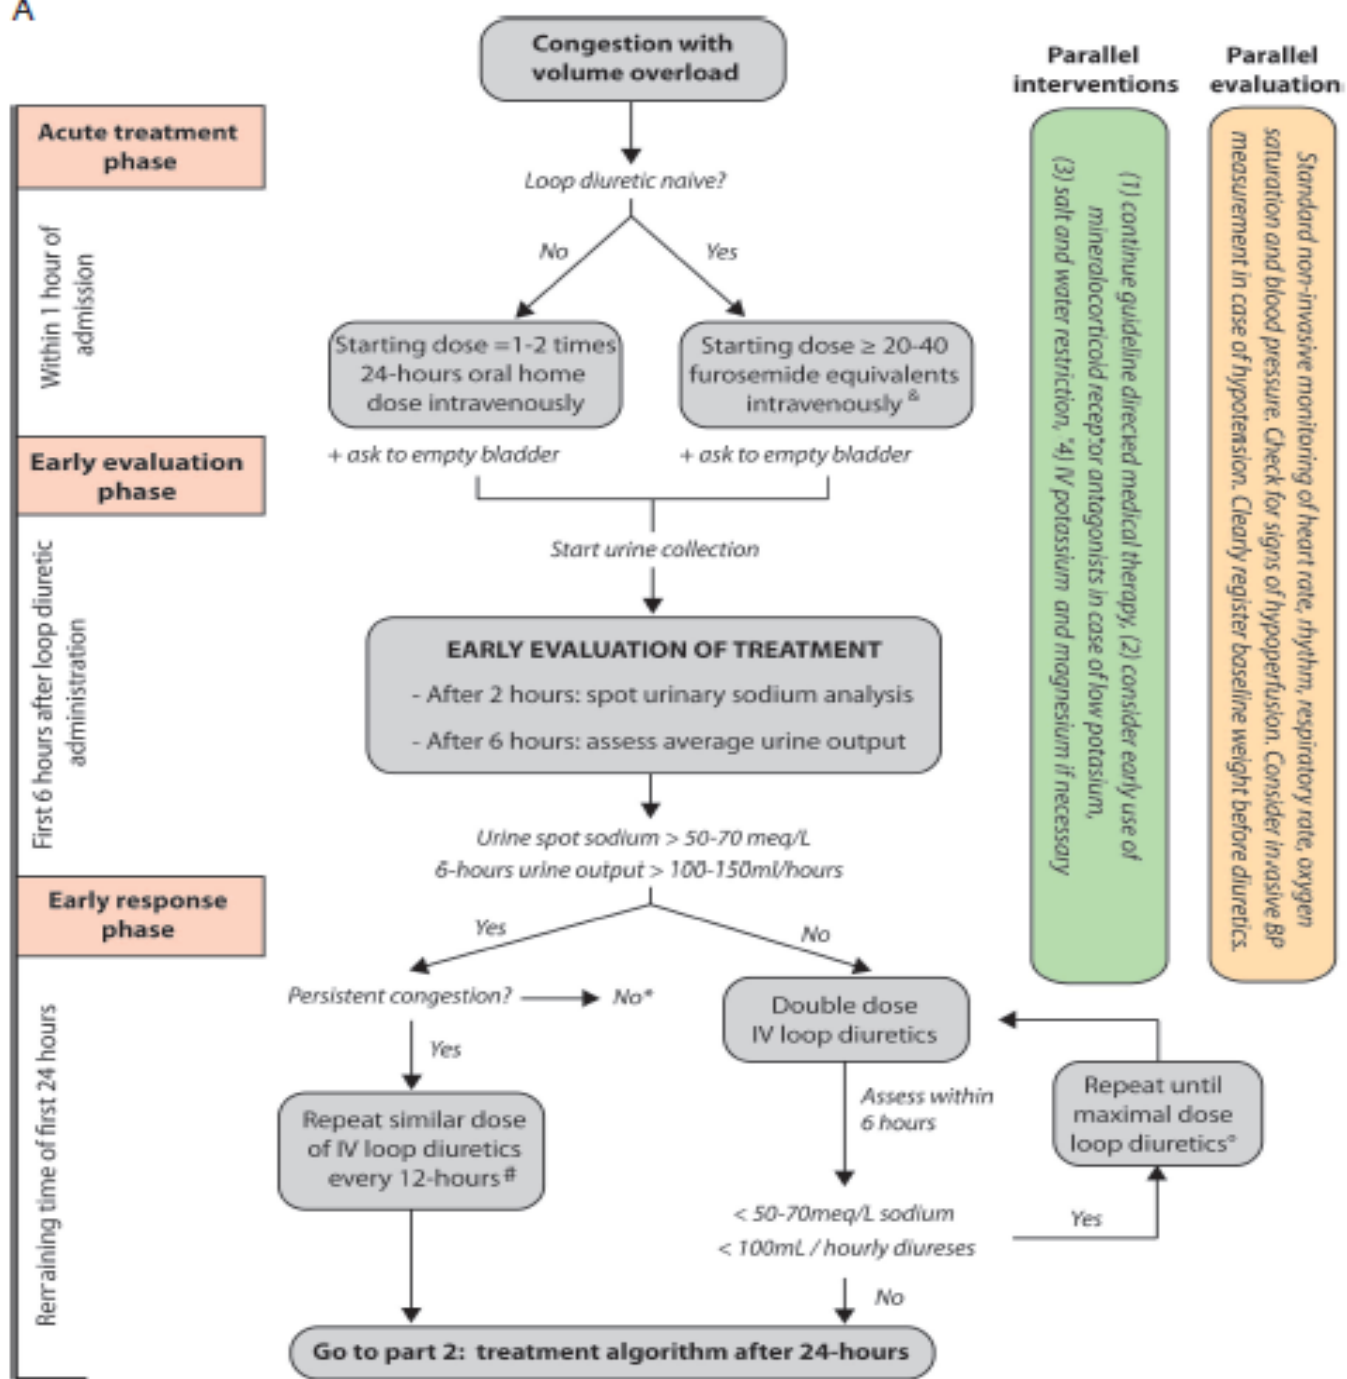 A
Congestion with
volume overload
Parallel
interventions
Parallel
evaluation
Acute treatment
phase
Within 1 hour of
admission
Loop diuretic naive?
No
Yes
Starting dose =1-2 times
24-hours oral home
dose intravenously
Starting dose ≥ 20-40
furosemide equivalents
intravenously &
+ ask to empty bladder
+ ask to empty bladder
Early evaluation
phase
First 6 hours after loop diuretic
administration
Start urine collection
EARLY EVALUATION OF TREATMENT
- After 2 hours: spot urinary sodium analysis
- After 6 hours: assess average urine output
Urine spot sodium > 50-70 meq/L
6-hours urine output > 100-150ml/hours
Early response
phase
Remaining time of first 24 hours
Yes
No
Persistent congestion?
No*
Yes
Double dose
IV loop diuretics
Repeat similar dose
of IV loop diuretics
every 12-hours #
Assess within
6 hours
Repeat until
maximal dose
loop diuretics°
< 50-70meq/L sodium
< 100mL / hourly diureses
Yes
No
Go to part 2: treatment algorithm after 24-hours
(1) continue guideline direcied medical therapy, (2) consider early use of
mineralocorticoid receptor antagonists in case of low potasium,
(3) salt and water restriction, "4) IV potassium and magnesium if necessary
Standard non-invasive monitoring of heart rate, rhythm, respiratory rate, oxygen
saturation and blood pressure. Check for signs of hypoperfusion. Consider invasive BP
measurement in case of hypotension. Clearly register baseline weight before diuretics.